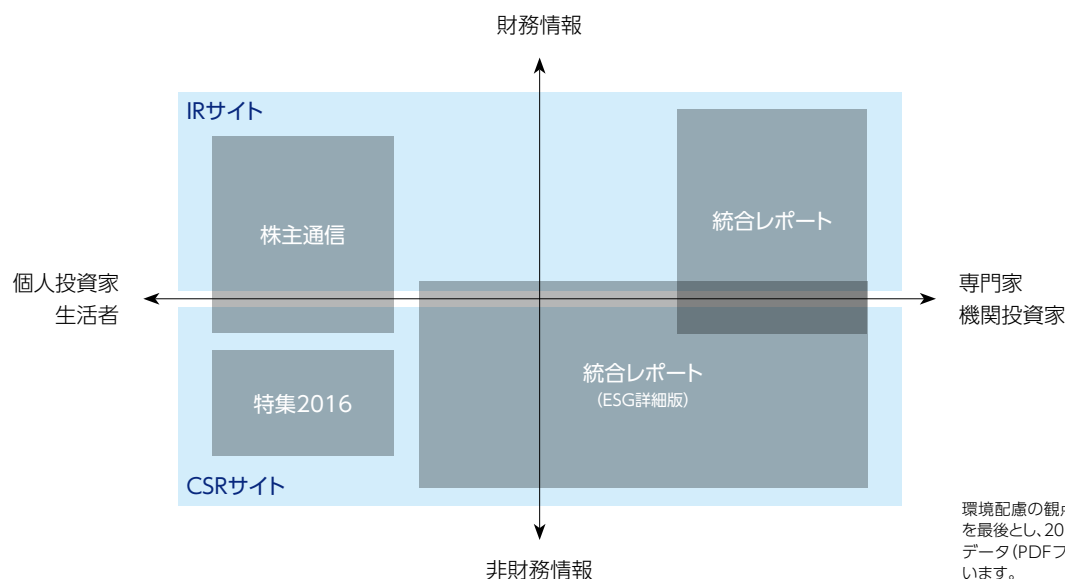 財務情報
IRサイト
株主通信
統合レポート
個人投資家
生活者
専門家
機関投資家
統合レポート
(ESG詳細版)
特集2016
CSRサイト
非財務情報
環境配慮の観点
を最後とし、20
データ(PDFフ
います。